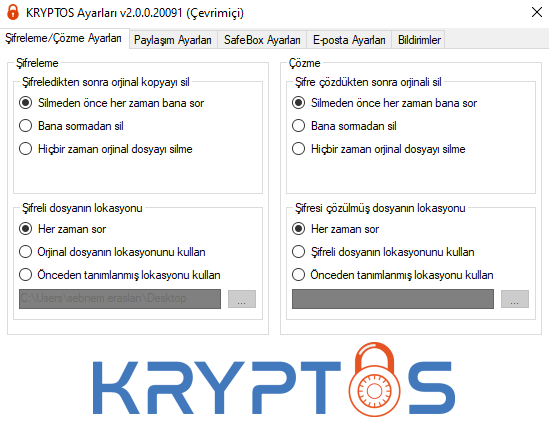 KRYPTOS Ayarları v2.0.0.20091 (Çevrimiçi)
Şifreleme/Çözme Ayarları Paylaşım Ayarları SafeBox Ayarları E-posta Ayarları Bildirimler
Şifreleme
Şifreledikten sonra orjinal kopyayı sil
Silmeden önce her zaman bana sor
Bana sormadan sil
Hiçbir zaman orjinal dosyayı silme
Şifreli dosyanın lokasyonu
Her zaman sor
Orjinal dosyanın lokasyonunu kullan
Önceden tanımlanmış lokasyonu kullan
C:\Users\sebnem.eraslan\Desktop
...
Çözme
Şifre çözdükten sonra orjinali sil
Silmeden önce her zaman bana sor
Bana sormadan sil
Hiçbir zaman orjinal dosyayı silme
Şifresi çözülmüş dosyanın lokasyonu
Her zaman sor
Şifreli dosyanın lokasyonunu kullan
Önceden tanımlanmış lokasyonu kullan
...
KRYPTOS